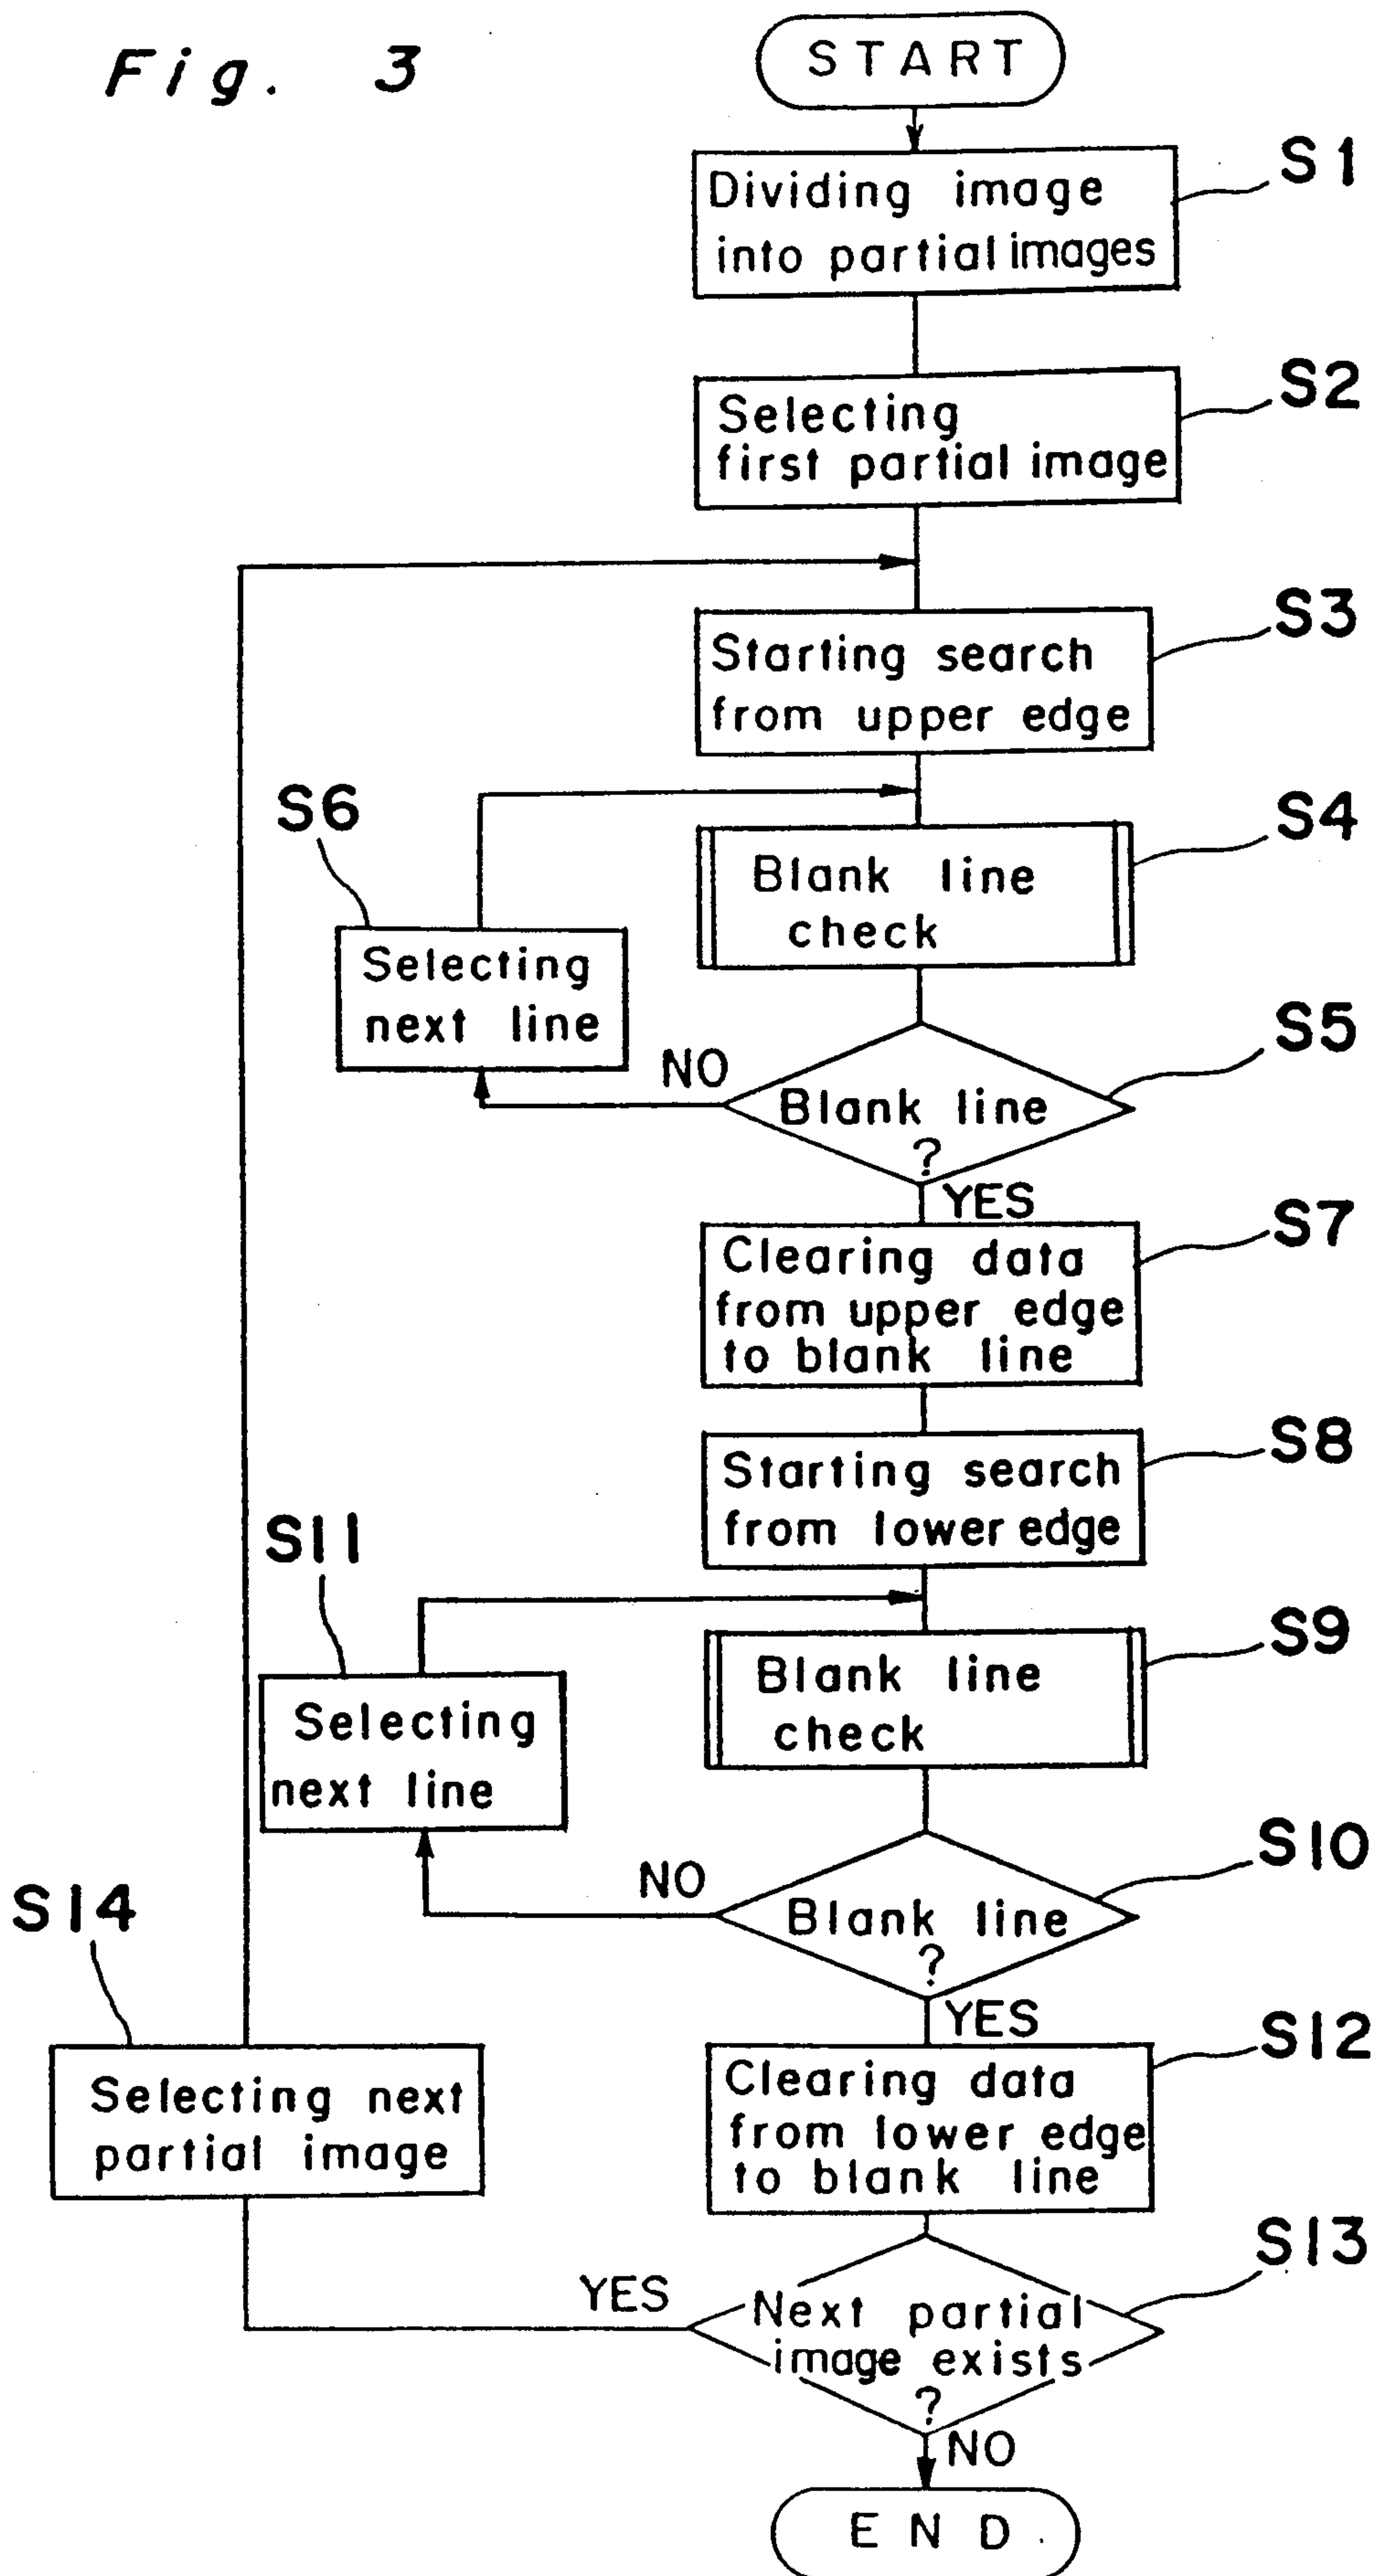 Fig. 3
START
S1
Dividing image
into partial images
S2
Selecting
first partial image
S3
Starting search
from upper edge
S4
Blank line
check
S6
Selecting
next line
S5
NO
Blank line
?
YES
S7
Clearing data
from upper edge
to blank line
S8
Starting search
from lower edge
S9
Blank line
check
S11
Selecting
next line
S10
NO
Blank line
?
YES
S12
Clearing data
from lower edge
to blank line
S14
Selecting next
partial image
S13
YES
Next partial
image exists
?
NO
END